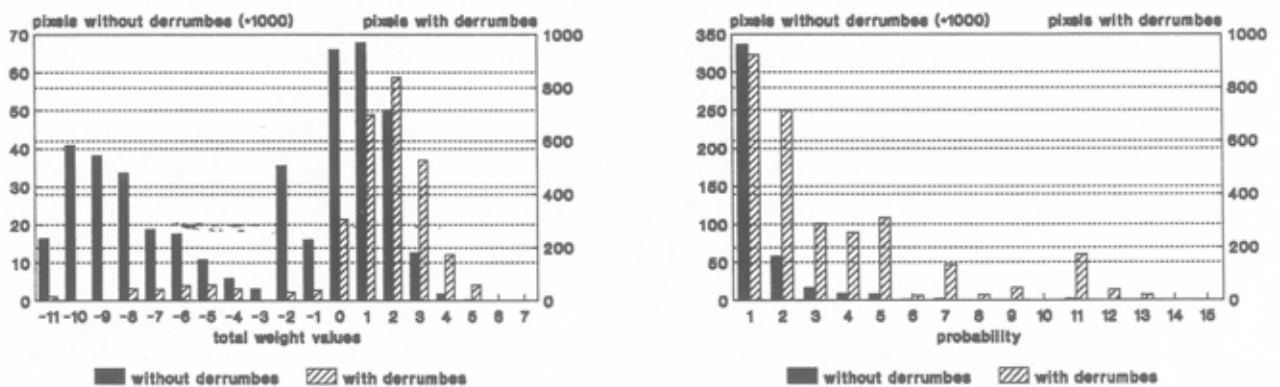 pixels without derrumbes (*1000) pixels with derrumbes
70 1000
60 800
50
40 600
30 400
20
10 200
0 0
-11 -10 -9 -8 -7 -6 -5 -4 -3 -2 -1 0 1 2 3 4 5 6 7
total weight values
without derrumbes with derrumbes
pixels without derrumbes (*1000) pixels with derrumbes
350 1000
300 800
250
200 600
150 400
100
50 200
0 0
1 2 3 4 5 6 7 8 9 10 11 12 13 14 15
probability
without derrumbes with derrumbes